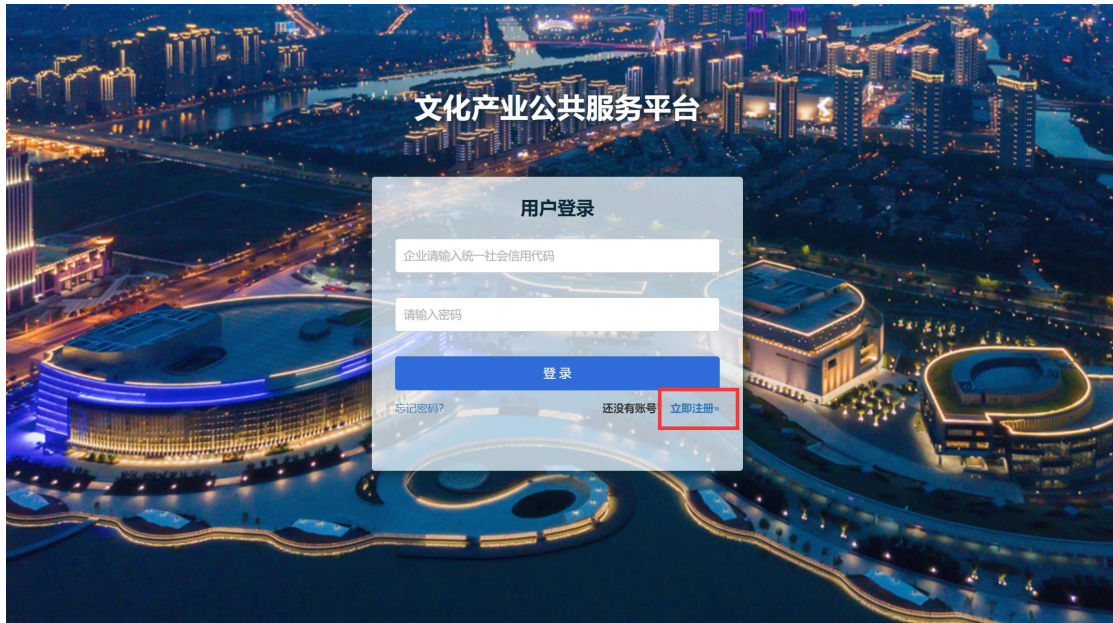 文化产业公共服务平台
用户登录
企业请输入统一社会信用代码
请输入密码
登 录
忘记密码? 还没有账号? 立即注册»